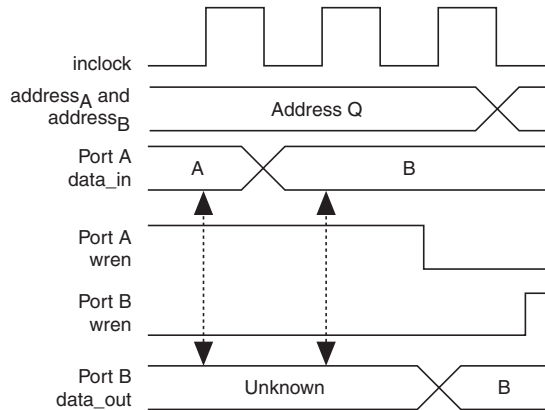 inclock
addressA and
addressB
Address Q
Port A
data_in
A
B
Port A
wren
Port B
wren
Port B
data_out
Unknown
B